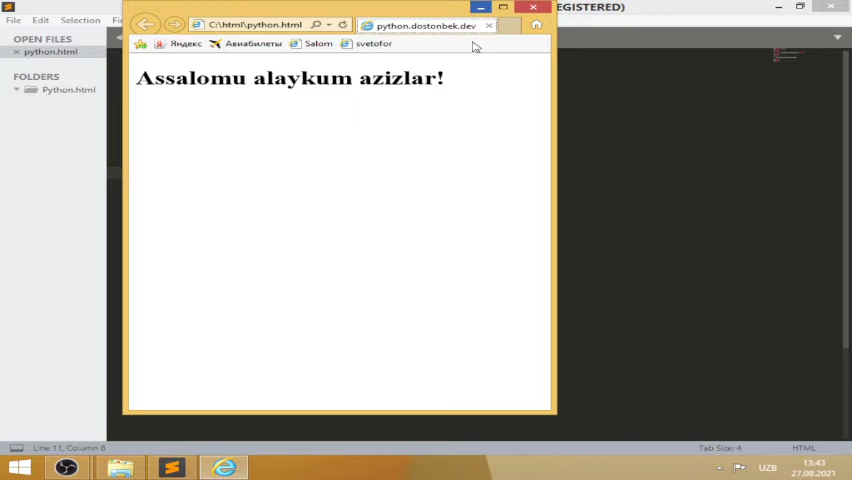 File Edit Selection Fi
EGISTERED)
OPEN FILES
python.html
FOLDERS
Python.html
C:\html\python.html
python.dostonbek.dev
Яндекс Авиабилеты Salom svetofor
Assalomu alaykum azizlar!
Line 11, Column 6
Tab Size: 4
HTML
UZB
13:43
27.08.2021